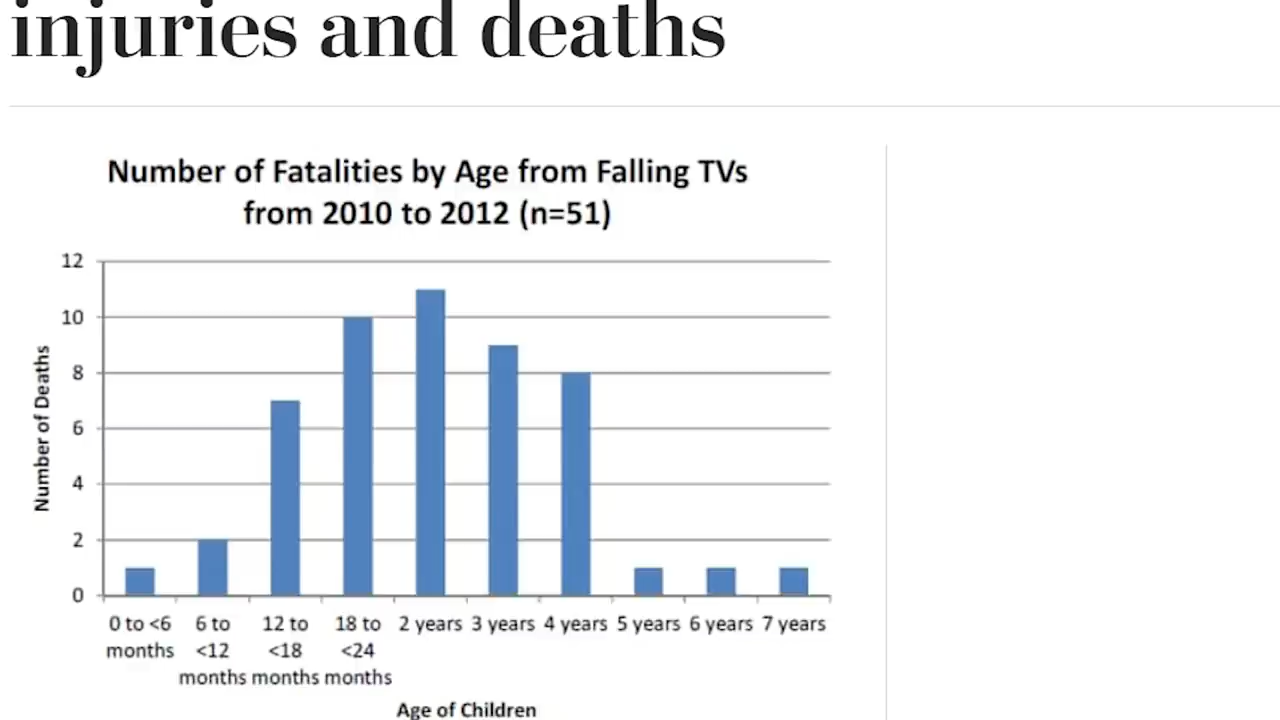 injuries and deaths
Number of Fatalities by Age from Falling TVs
from 2010 to 2012 (n=51)
12
10
8
6
4
2
0
Number of Deaths
0 to <6 months
6 to <12 months
12 to <18 months
18 to <24 months
2 years
3 years
4 years
5 years
6 years
7 years
Age of Children